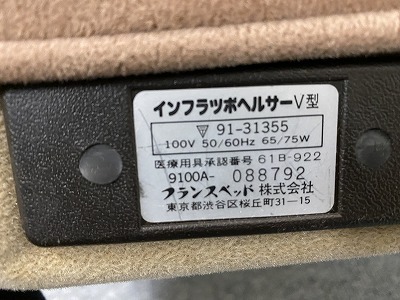 インフラツボヘルサーV型
〒 91-31355
100V 50/60Hz 65/75W
医療用具承認番号 61B-922
9100A- 088792
フランスベッド株式会社
東京都渋谷区桜丘町31-15